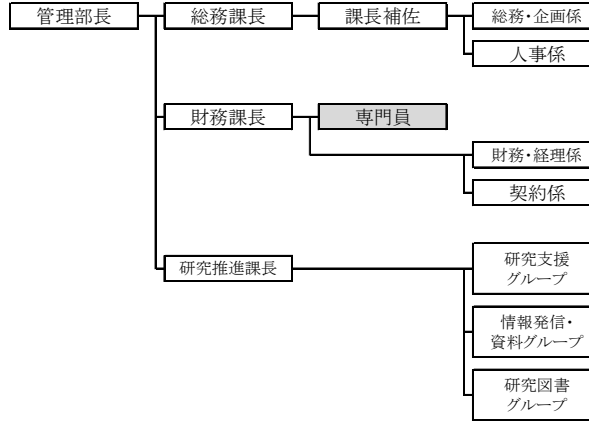 管理部長
総務課長
課長補佐
総務・企画係
人事係
財務課長
専門員
財務・経理係
契約係
研究推進課長
研究支援
グループ
情報発信・
資料グループ
研究図書
グループ